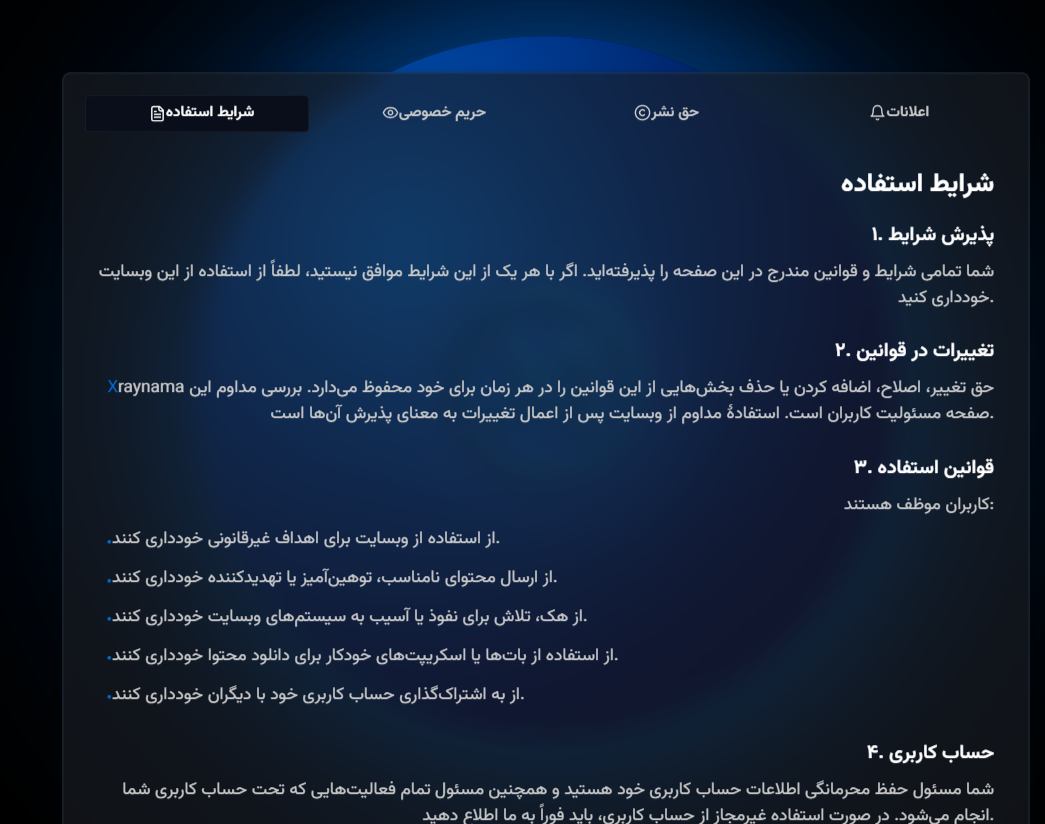 شرایط استفاده
حریم خصوصی
حق نشر
اعلانات
شرایط استفاده
پذیرش شرایط .۱
شما تمامی شرایط و قوانین مندرج در این صفحه را پذیرفته‌اید. اگر با هر یک از این شرایط موافق نیستید، لطفاً از استفاده از این وبسایت
.خودداری کنید
تغییرات در قوانین .۲
حق تغییر، اصلاح، اضافه کردن یا حذف بخش‌هایی از این قوانین را در هر زمان برای خود محفوظ می‌دارد. بررسی مداوم این Xraynama
.صفحه مسئولیت کاربران است. استفادهٔ مداوم از وبسایت پس از اعمال تغییرات به معنای پذیرش آن‌ها است
قوانین استفاده .۳
:کاربران موظف هستند
.از استفاده از وبسایت برای اهداف غیرقانونی خودداری کنند
.از ارسال محتوای نامناسب، توهین‌آمیز یا تهدیدکننده خودداری کنند
.از هک، تلاش برای نفوذ یا آسیب به سیستم‌های وبسایت خودداری کنند
.از استفاده از بات‌ها یا اسکریپت‌های خودکار برای دانلود محتوا خودداری کنند
.از به اشتراک‌گذاری حساب کاربری خود با دیگران خودداری کنند
حساب کاربری .۴
شما مسئول حفظ محرمانگی اطلاعات حساب کاربری خود هستید و همچنین مسئول تمام فعالیت‌هایی که تحت حساب کاربری شما
.انجام می‌شود. در صورت استفاده غیرمجاز از حساب کاربری، باید فوراً به ما اطلاع دهید